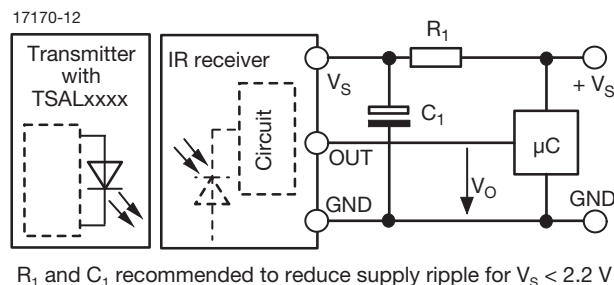 17170-12
Transmitter
with
TSALxxxx
IR receiver
Circuit
VS
R1
+ VS
C1
OUT
µC
VO
GND
GND
R1 and C1 recommended to reduce supply ripple for VS < 2.2 V